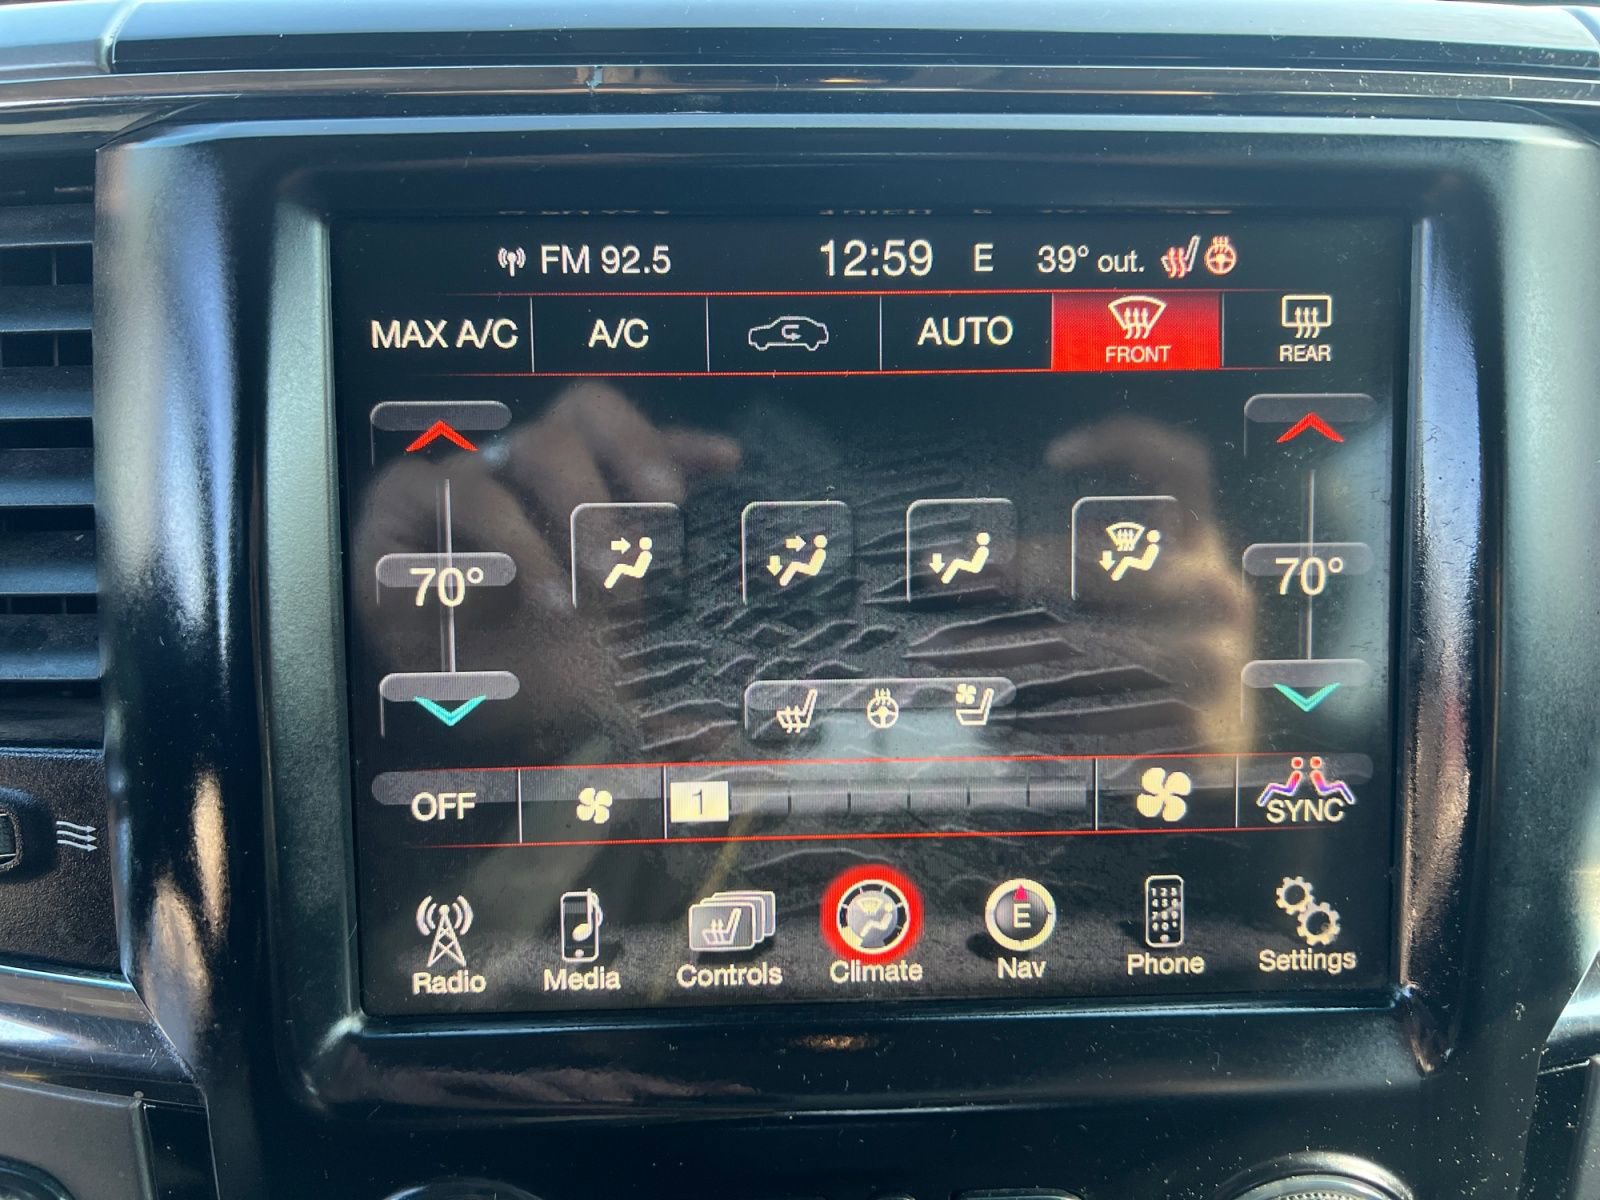 FM 92.5 12:59 E 39° out.
MAX A/C A/C AUTO FRONT REAR
70° 70°
OFF 1 SYNC
E
Radio Media Controls Climate Nav Phone Settings